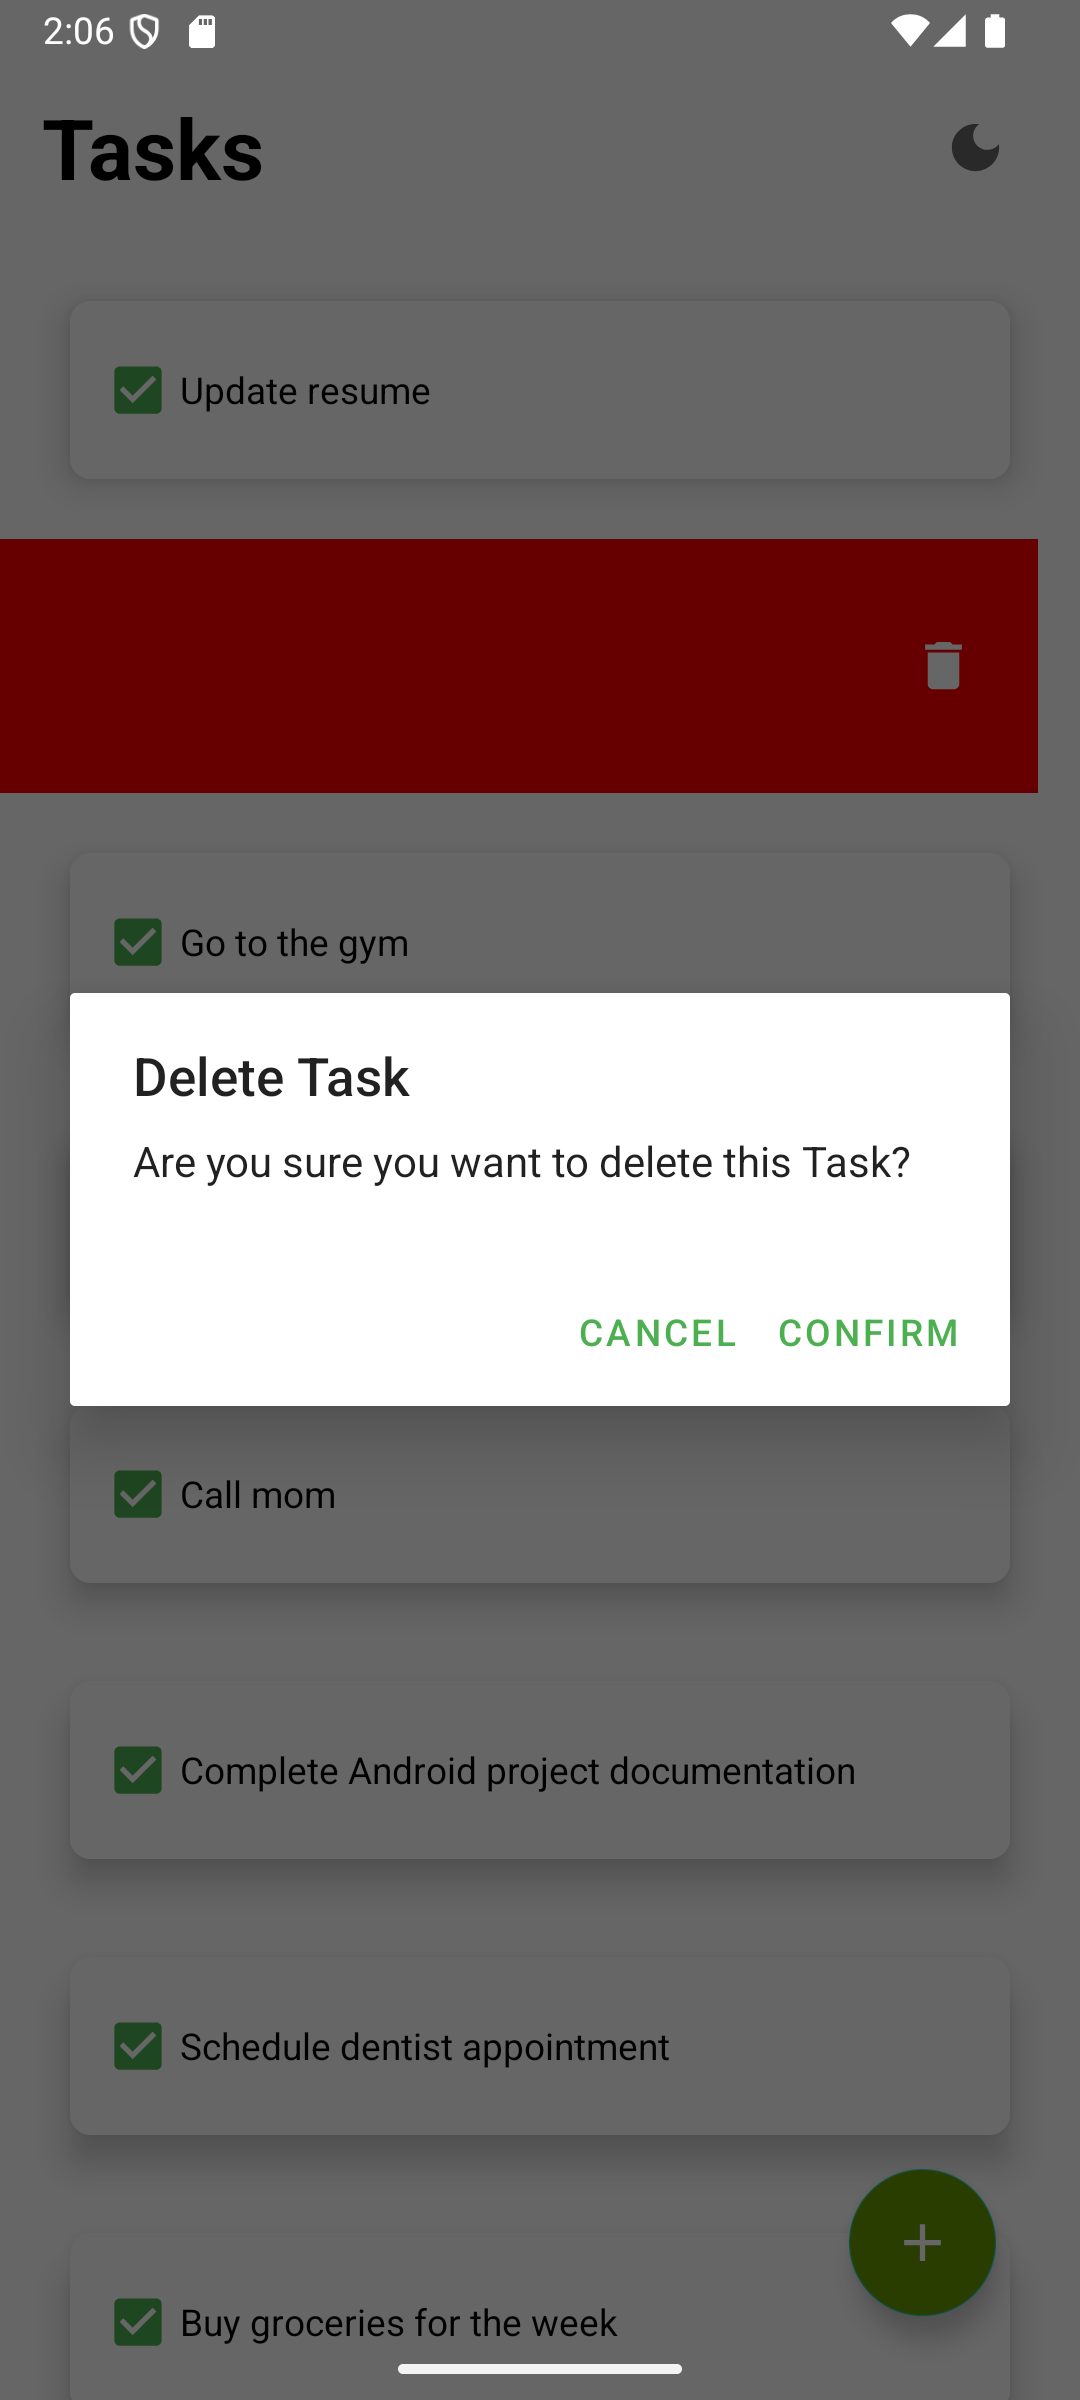 2:06
Tasks
Update resume
Go to the gym
Delete Task
Are you sure you want to delete this Task?
CANCEL CONFIRM
Call mom
Complete Android project documentation
Schedule dentist appointment
Buy groceries for the week